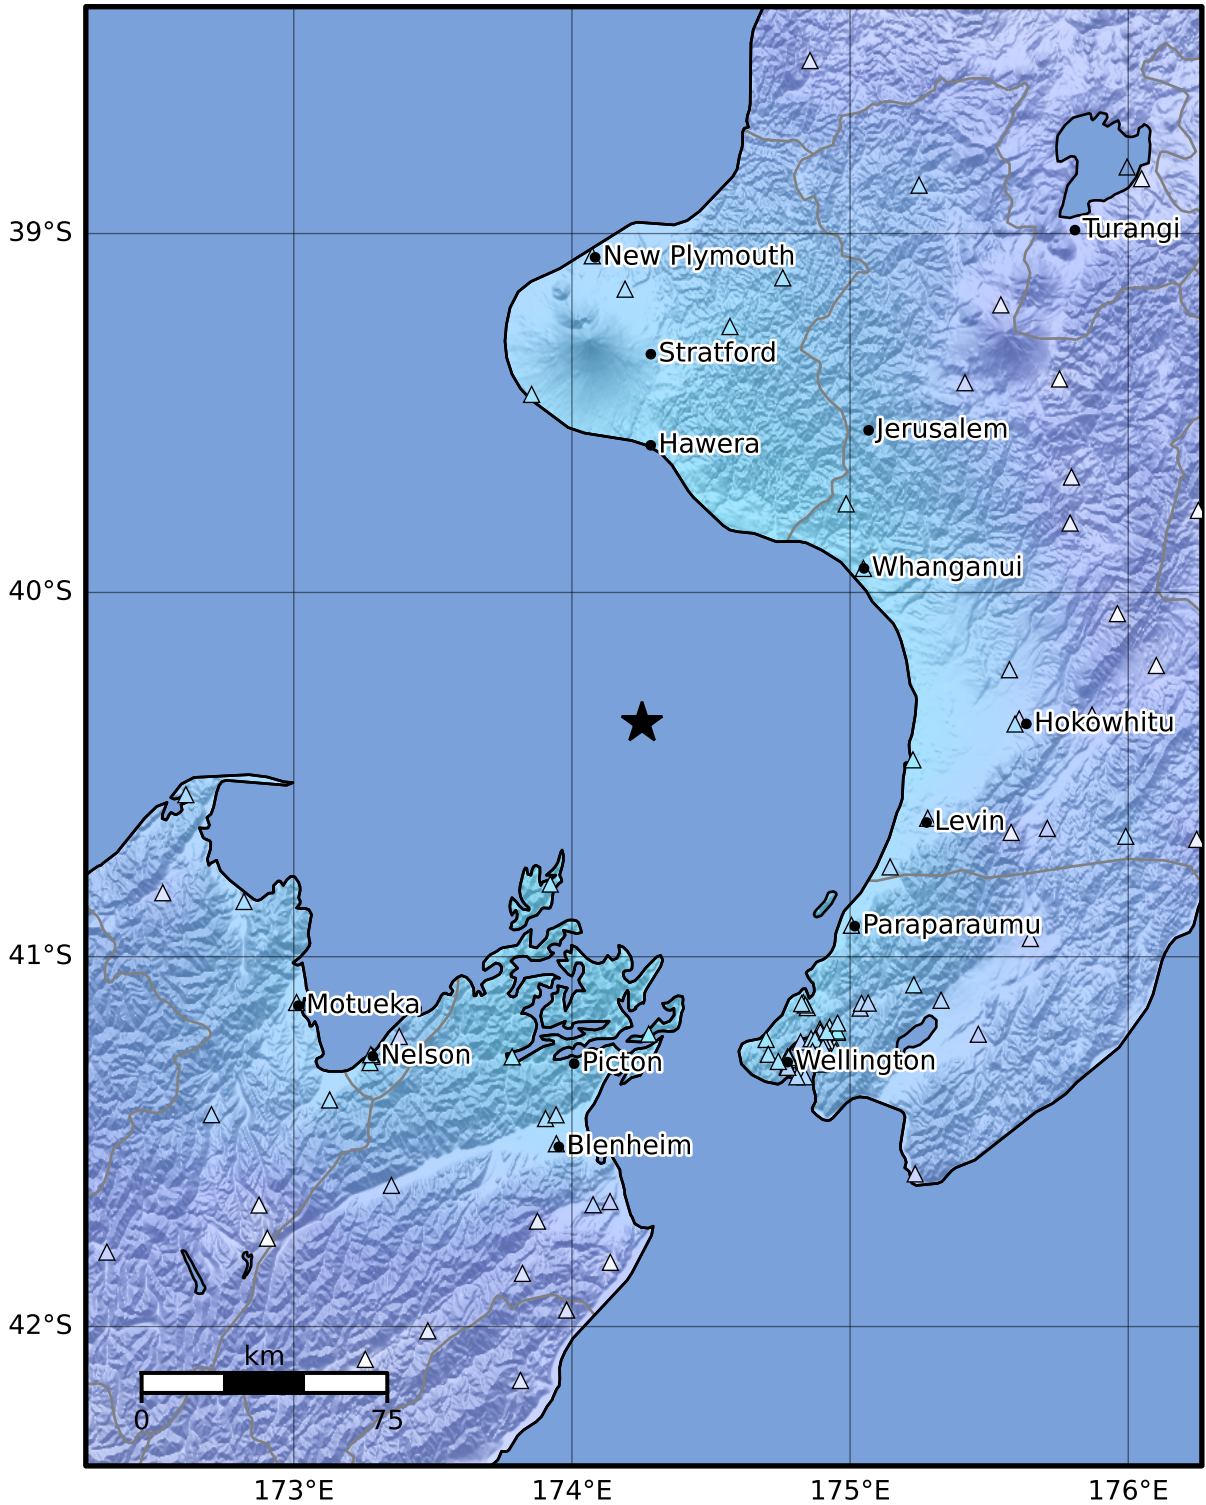 39°S
Turangi
New Plymouth
Stratford
Jerusalem
Hawera
Whanganui
40°S
Hokowhitu
Levin
Paraparaumu
41°S
Motueka
Nelson
Picton
Wellington
Blenheim
42°S
km
0 75
173°E 174°E 175°E 176°E